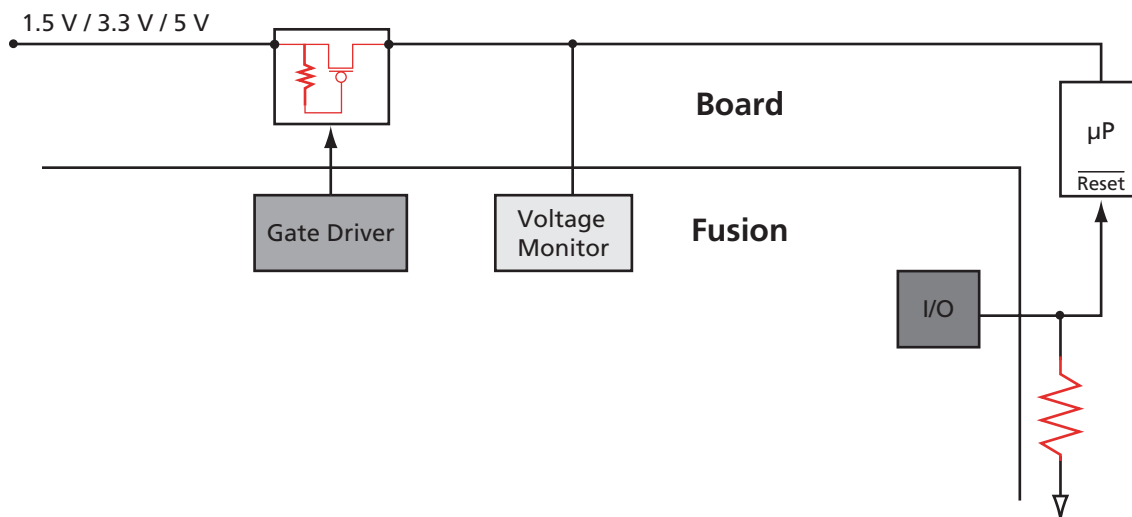 1.5 V / 3.3 V / 5 V
Board
µP
Reset
Gate Driver
Voltage
Monitor
Fusion
I/O